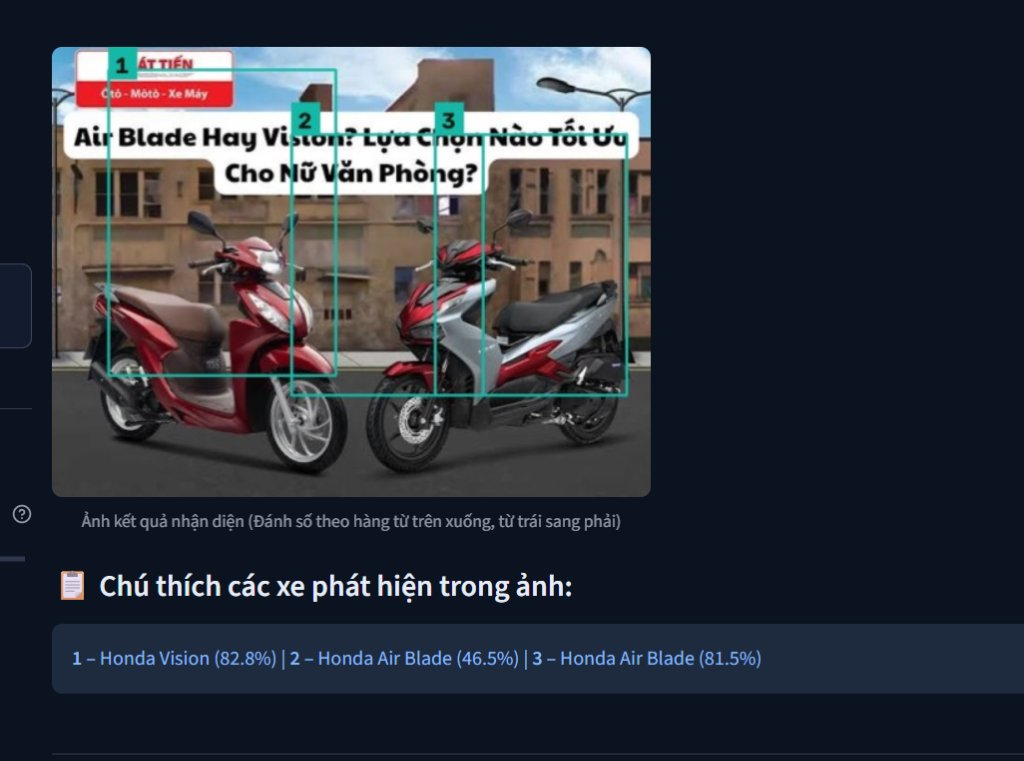 1
ÁT TIẾN
Ôtô - Môtô - Xe Máy
2
3
Air Blade Hay Vision? Lựa Chọn Nào Tối Ưu
Cho Nữ Văn Phòng?
Ảnh kết quả nhận diện (Đánh số theo hàng từ trên xuống, từ trái sang phải)
📋 Chú thích các xe phát hiện trong ảnh:
1 – Honda Vision (82.8%) | 2 – Honda Air Blade (46.5%) | 3 – Honda Air Blade (81.5%)